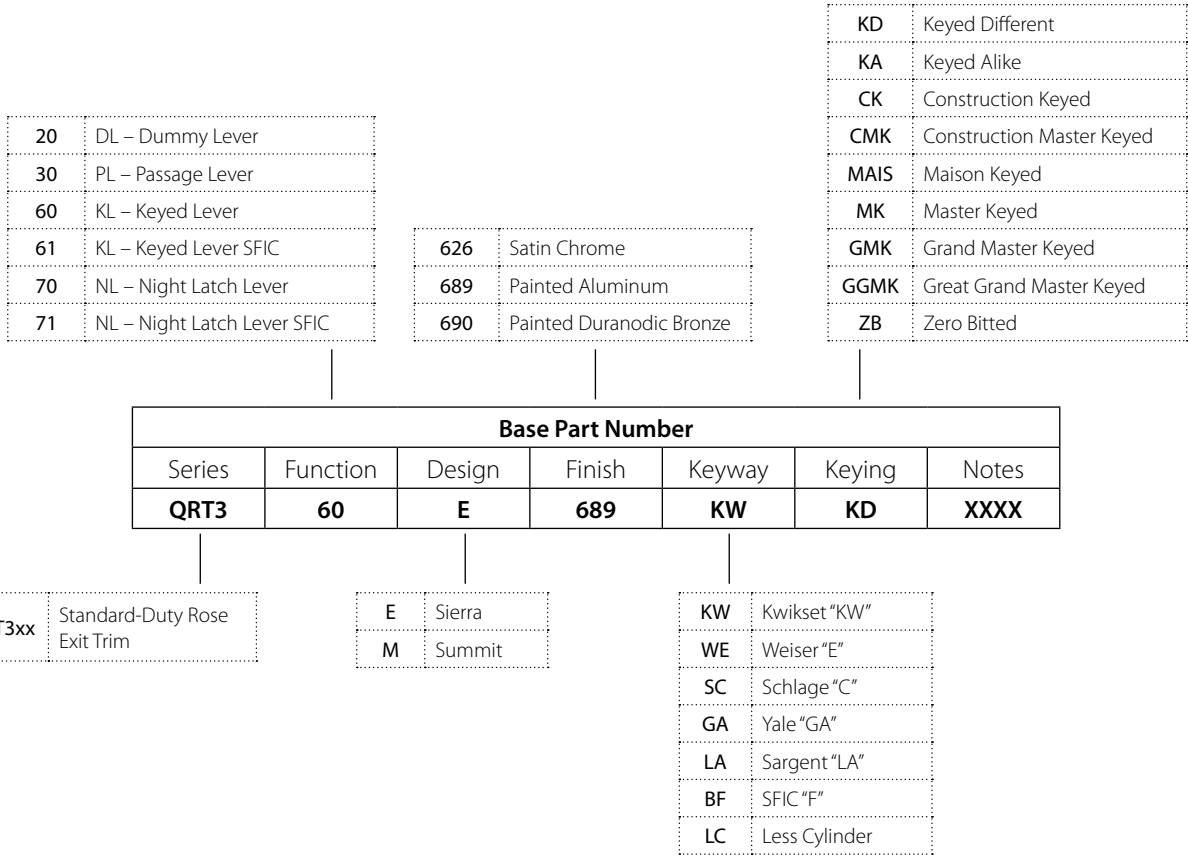 KD Keyed Different
KA Keyed Alike
CK Construction Keyed
CMK Construction Master Keyed
MAIS Maison Keyed
MK Master Keyed
GMK Grand Master Keyed
GGMK Great Grand Master Keyed
ZB Zero Bitted
20 DL – Dummy Lever
30 PL – Passage Lever
60 KL – Keyed Lever
61 KL – Keyed Lever SFIC
70 NL – Night Latch Lever
71 NL – Night Latch Lever SFIC
626 Satin Chrome
689 Painted Aluminum
690 Painted Duranodic Bronze
Base Part Number
Series Function Design Finish Keyway Keying Notes
QRT3 60 E 689 KW KD XXXX
T3xx Standard-Duty Rose
Exit Trim
E Sierra
M Summit
KW Kwikset "KW"
WE Weiser "E"
SC Schlage "C"
GA Yale "GA"
LA Sargent "LA"
BF SFIC "F"
LC Less Cylinder